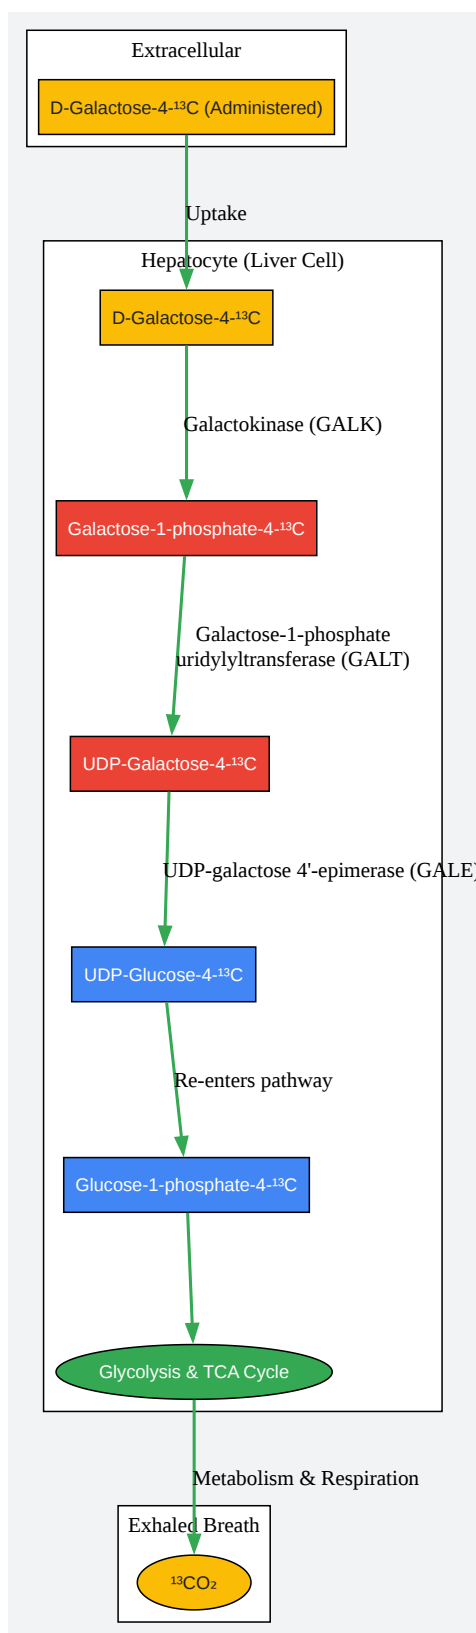 Extracellular
D-Galactose-4-¹³C (Administered)
Uptake
Hepatocyte (Liver Cell)
D-Galactose-4-¹³C
Galactokinase (GALK)
Galactose-1-phosphate-4-¹³C
Galactose-1-phosphate
uridylyltransferase (GALT)
UDP-Galactose-4-¹³C
UDP-galactose 4'-epimerase (GALE)
UDP-Glucose-4-¹³C
Re-enters pathway
Glucose-1-phosphate-4-¹³C
Glycolysis & TCA Cycle
Metabolism & Respiration
Exhaled Breath
¹³CO₂